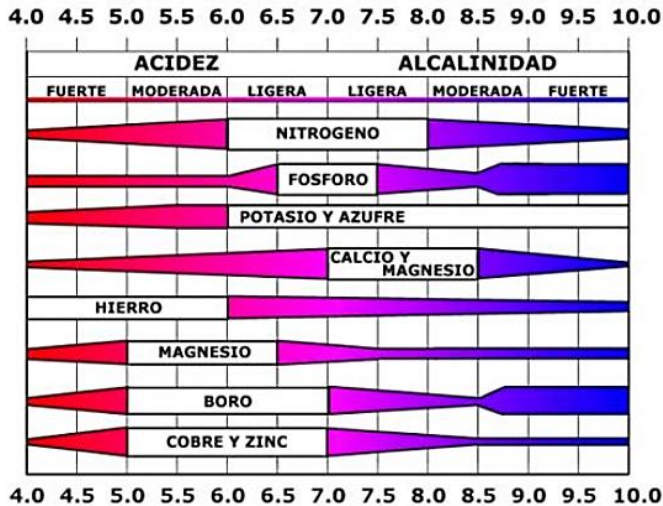 4.0 4.5 5.0 5.5 6.0 6.5 7.0 7.5 8.0 8.5 9.0 9.5 10.0
ACIDEZ ALCALINIDAD
FUERTE MODERADA LIGERA LIGERA MODERADA FUERTE
NITROGENO
FOSFORO
POTASIO Y AZUFRE
CALCIO Y
MAGNESIO
HIERRO
MAGNESIO
BORO
COBRE Y ZINC
4.0 4.5 5.0 5.5 6.0 6.5 7.0 7.5 8.0 8.5 9.0 9.5 10.0